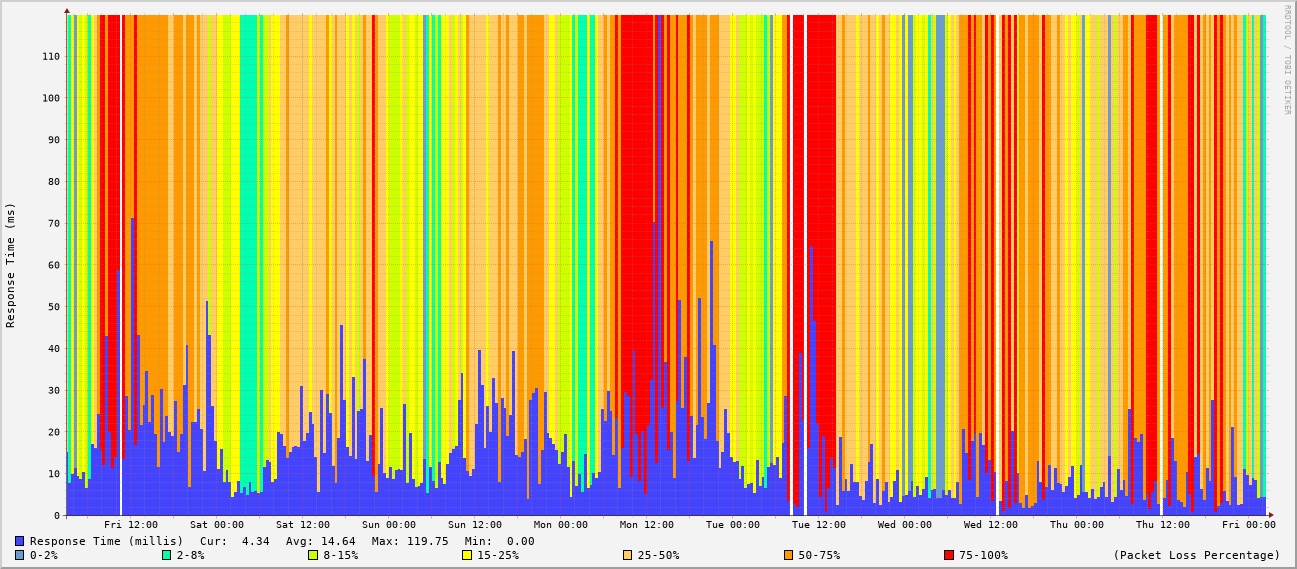 RRDTOOL / TOBI OETIKER
Response Time (ms)
110
100
90
80
70
60
50
40
30
20
10
0
Fri 12:00 Sat 00:00 Sat 12:00 Sun 00:00 Sun 12:00 Mon 00:00 Mon 12:00 Tue 00:00 Tue 12:00 Wed 00:00 Wed 12:00 Thu 00:00 Thu 12:00 Fri 00:00
Response Time (millis) Cur: 4.34 Avg: 14.64 Max: 119.75 Min: 0.00
0-2% 2-8% 8-15% 15-25% 25-50% 50-75% 75-100% (Packet Loss Percentage)